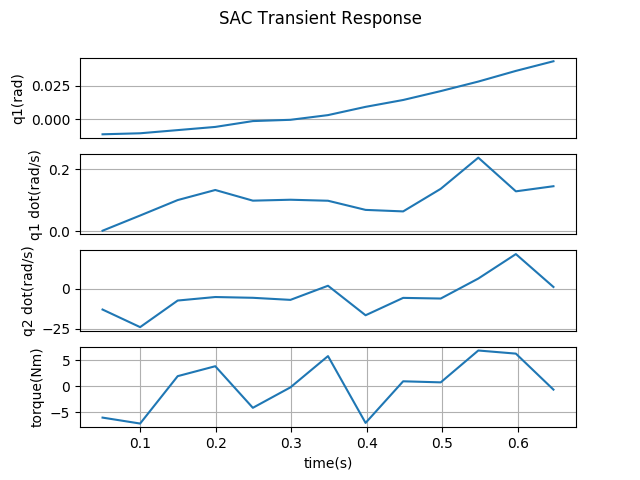 SAC Transient Response
q1(rad)
0.025
0.000
q1 dot(rad/s)
0.2
0.0
q2 dot(rad/s)
0
−25
torque(Nm)
5
0
−5
0.1 0.2 0.3 0.4 0.5 0.6
time(s)